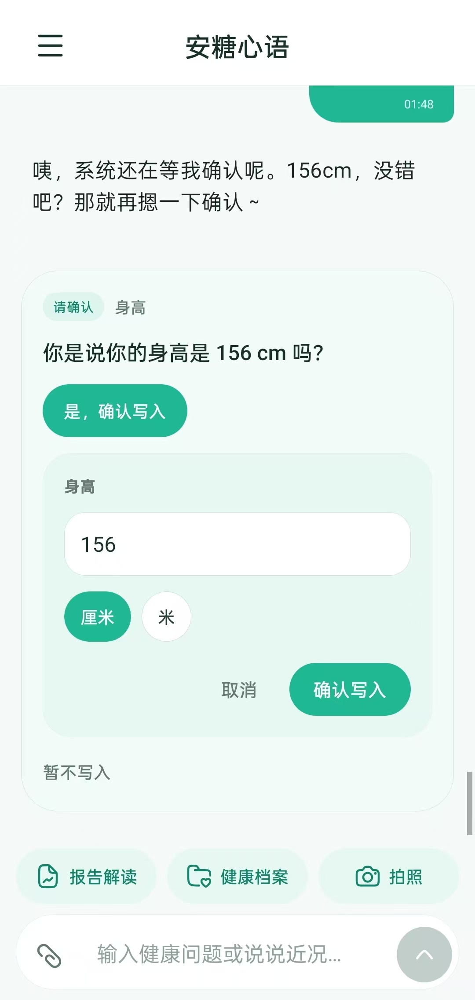 安糖心语
01:48
咦，系统还在等我确认呢。156cm，没错
吧？那就再摁一下确认 ~
请确认 身高
你是说你的身高是 156 cm 吗？
是，确认写入
身高
156
厘米 米
取消 确认写入
暂不写入
报告解读 健康档案 拍照
输入健康问题或说说近况...